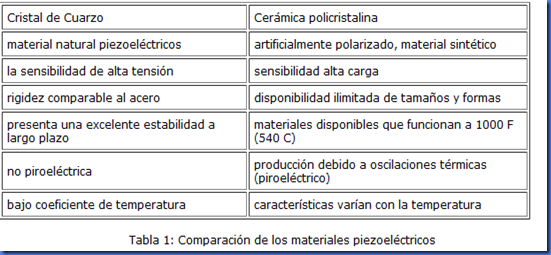 Cristal de Cuarzo
Cerámica policristalina
material natural piezoeléctricos
artificialmente polarizado, material sintético
la sensibilidad de alta tensión
sensibilidad alta carga
rigidez comparable al acero
disponibilidad ilimitada de tamaños y formas
presenta una excelente estabilidad a
largo plazo
materiales disponibles que funcionan a 1000 F
(540 C)
no piroeléctrica
producción debido a oscilaciones térmicas
(piroeléctrico)
bajo coeficiente de temperatura
características varían con la temperatura
Tabla 1: Comparación de los materiales piezoeléctricos